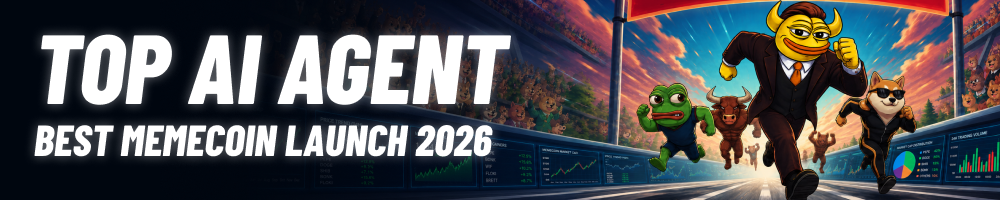 TOP AI AGENT
BEST MEMECOIN LAUNCH 2026